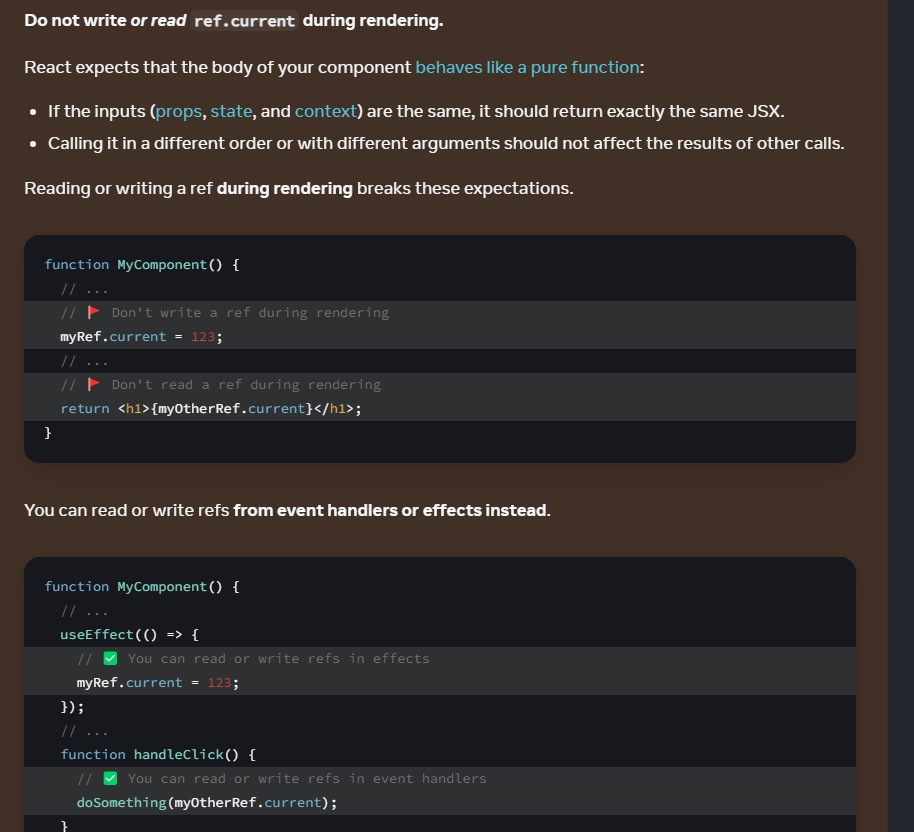 Do not write or read ref.current during rendering.
React expects that the body of your component behaves like a pure function:
• If the inputs (props, state, and context) are the same, it should return exactly the same JSX.
• Calling it in a different order or with different arguments should not affect the results of other calls.
Reading or writing a ref during rendering breaks these expectations.
function MyComponent() {
  // ...
  // 🚩 Don't write a ref during rendering
  myRef.current = 123;
  // ...
  // 🚩 Don't read a ref during rendering
  return <h1>{myOtherRef.current}</h1>;
}
You can read or write refs from event handlers or effects instead.
function MyComponent() {
  // ...
  useEffect(() => {
    // ✅ You can read or write refs in effects
    myRef.current = 123;
  });
  // ...
  function handleClick() {
    // ✅ You can read or write refs in event handlers
    doSomething(myOtherRef.current);
  }